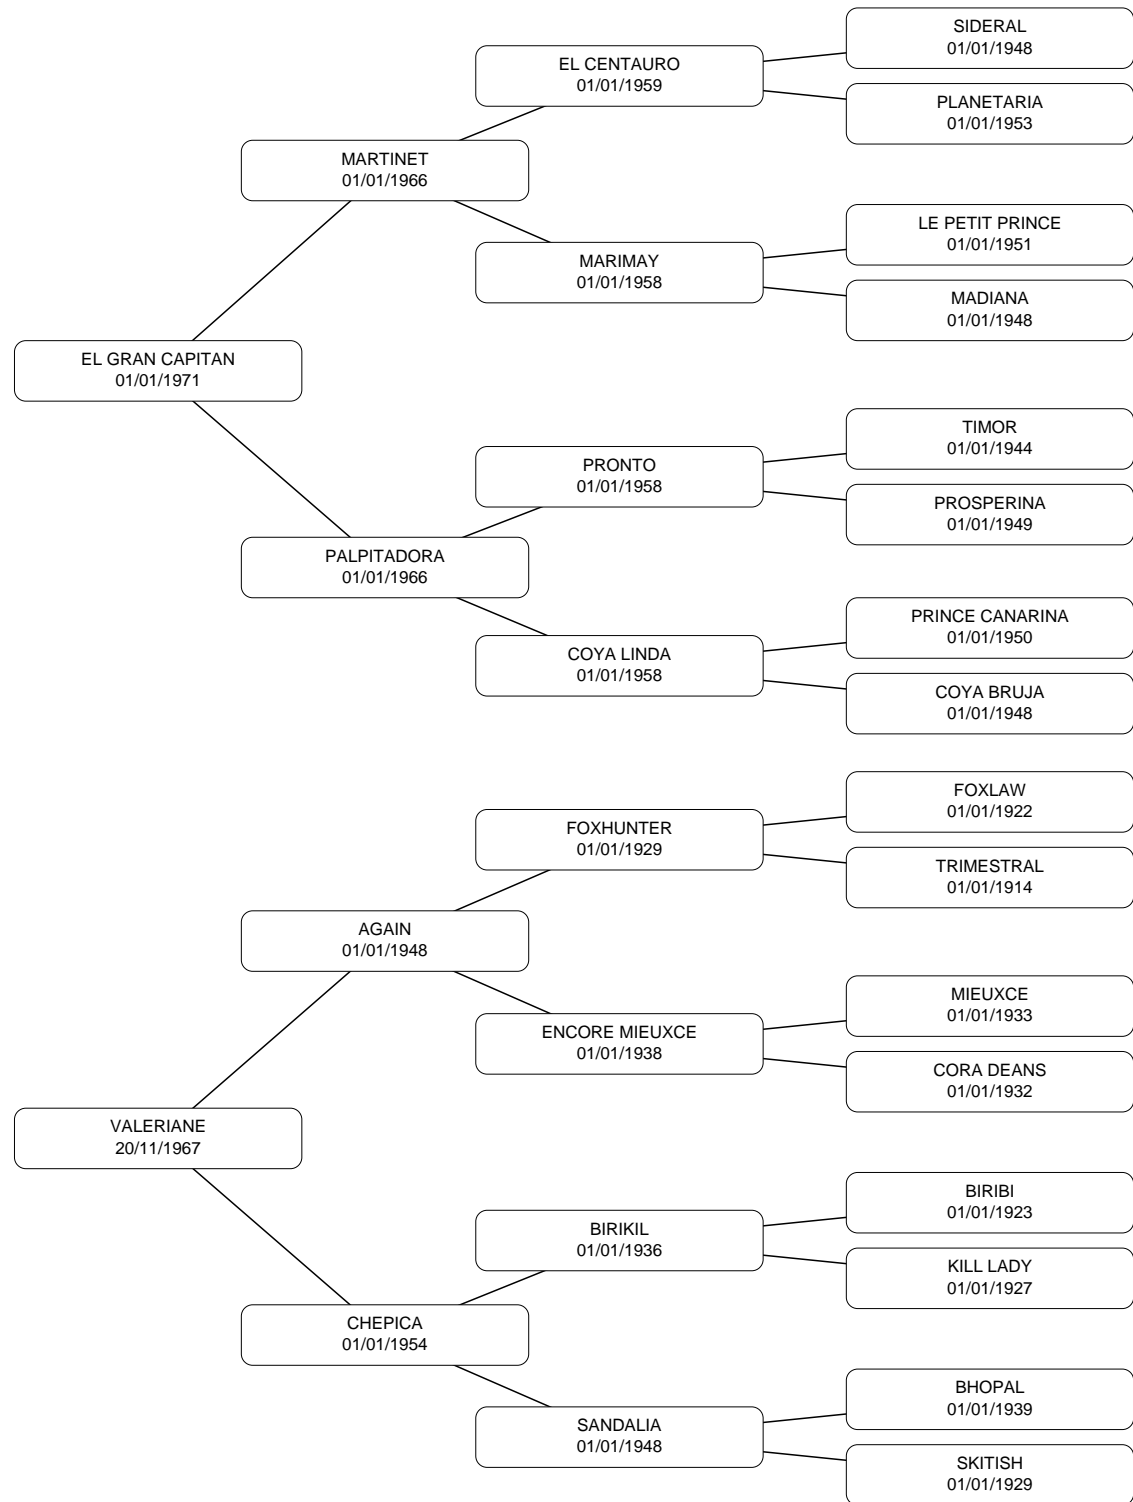 SIDERAL
01/01/1948
EL CENTAURO
01/01/1959
PLANETARIA
01/01/1953
MARTINET
01/01/1966
LE PETIT PRINCE
01/01/1951
MARIMAY
01/01/1958
MADIANA
01/01/1948
EL GRAN CAPITAN
01/01/1971
TIMOR
01/01/1944
PRONTO
01/01/1958
PROSPERINA
01/01/1949
PALPITADORA
01/01/1966
PRINCE CANARINA
01/01/1950
COYA LINDA
01/01/1958
COYA BRUJA
01/01/1948
FOXLAW
01/01/1922
FOXHUNTER
01/01/1929
TRIMESTRAL
01/01/1914
AGAIN
01/01/1948
MIEUXCE
01/01/1933
ENCORE MIEUXCE
01/01/1938
CORA DEANS
01/01/1932
VALERIANE
20/11/1967
BIRIBI
01/01/1923
BIRIKIL
01/01/1936
KILL LADY
01/01/1927
CHEPICA
01/01/1954
BHOPAL
01/01/1939
SANDALIA
01/01/1948
SKITISH
01/01/1929